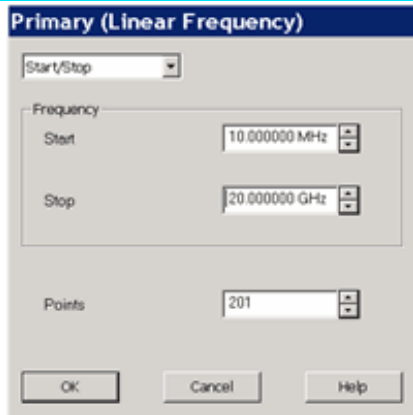 Primary (Linear Frequency)
Start/Stop
Frequency
Start 10.000000 MHz
Stop 20.000000 GHz
Points 201
OK Cancel Help